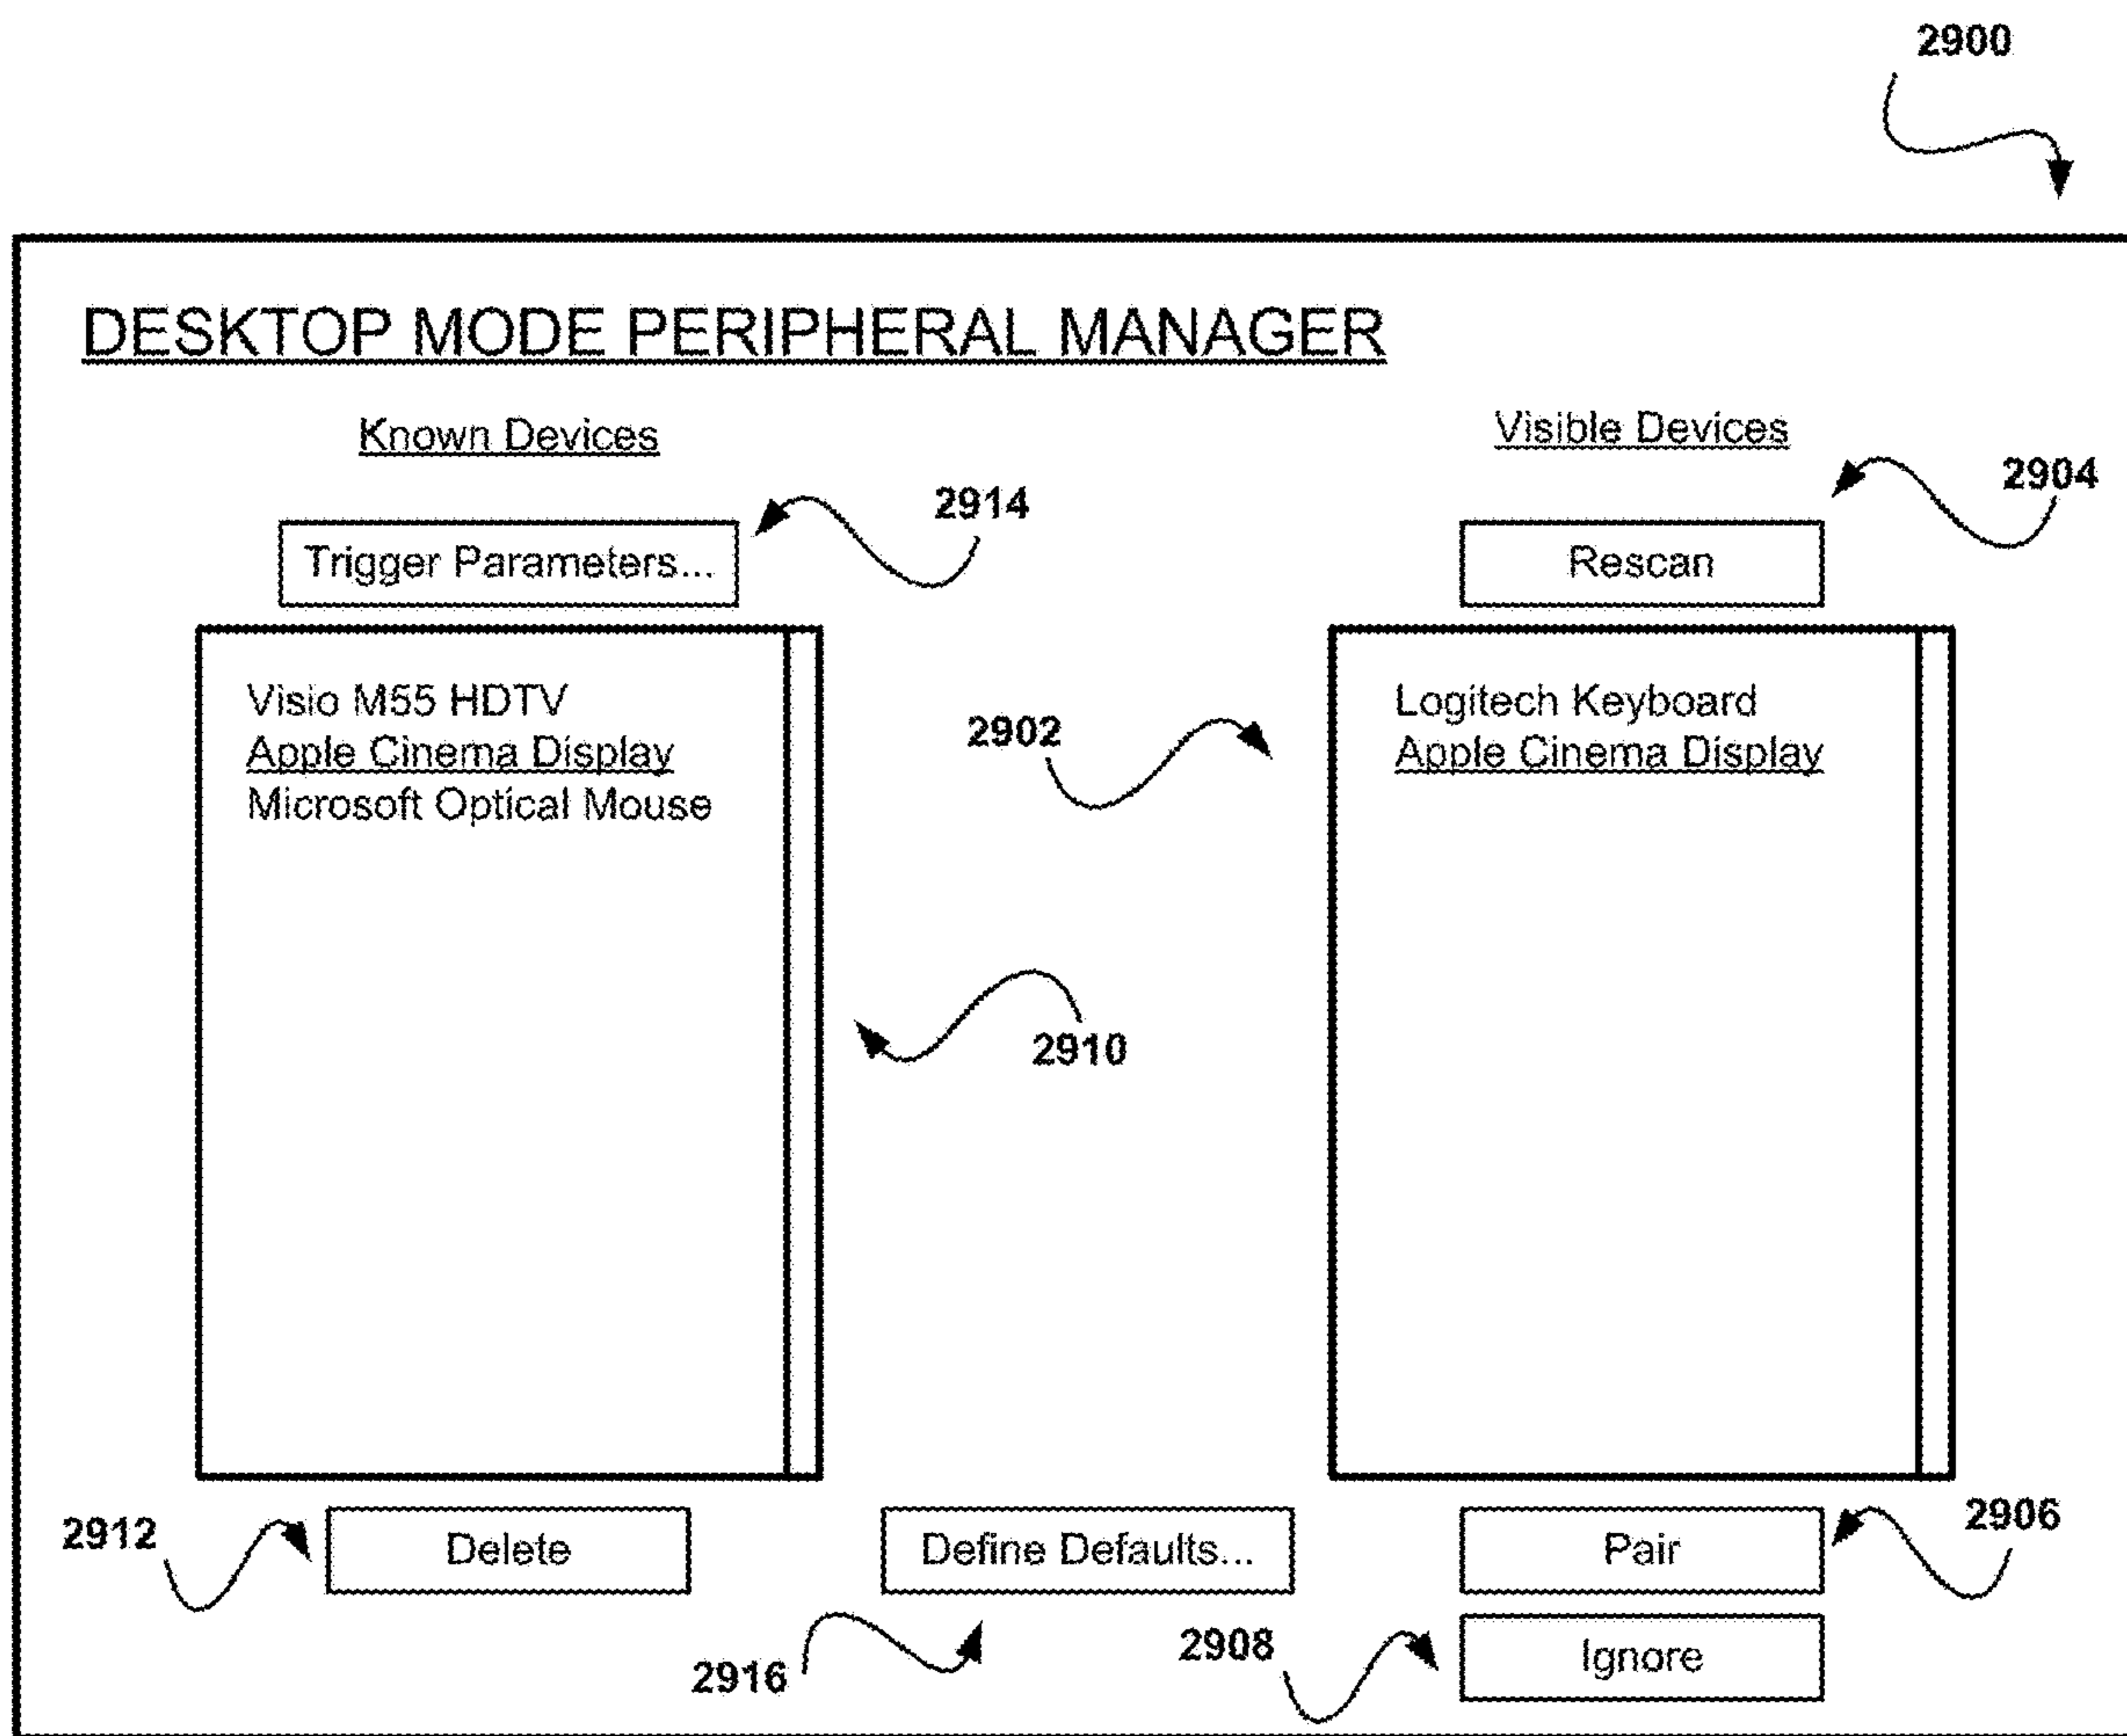 2900
DESKTOP MODE PERIPHERAL MANAGER
Known Devices
Visible Devices
2914
2904
Trigger Parameters...
Rescan
Visio M55 HDTV
Apple Cinema Display
Microsoft Optical Mouse
2902
Logitech Keyboard
Apple Cinema Display
2910
2912
Delete
Define Defaults...
Pair
2906
2916
2908
Ignore